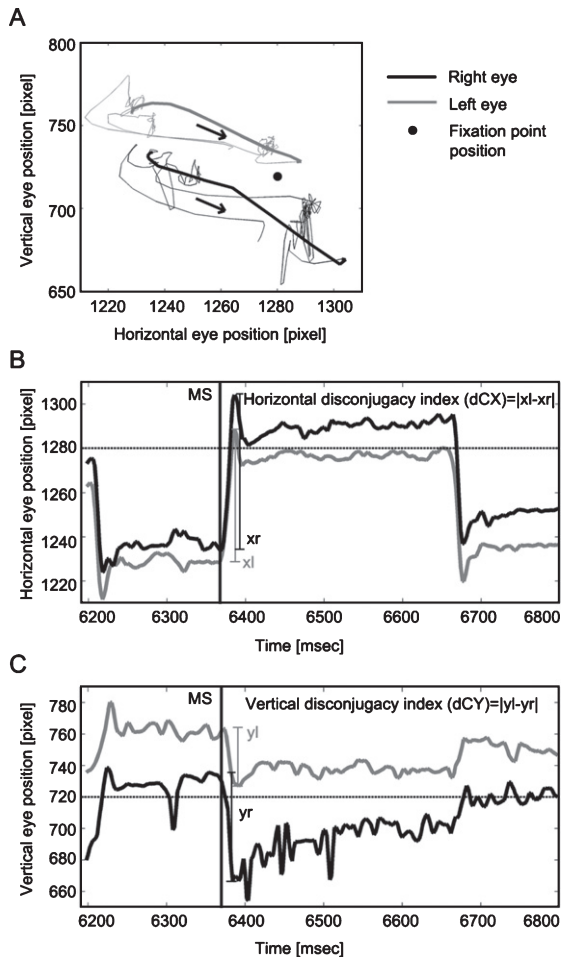 A
800
750
700
650
Vertical eye position [pixel]
1220 1240 1260 1280 1300
Horizontal eye position [pixel]
Right eye
Left eye
Fixation point
position
B
MS
Horizontal disconjugacy index (dCX)=|xl-xr|
1300
1280
1260
1240
1220
Horizontal eye position [pixel]
xr
xl
6200 6300 6400 6500 6600 6700 6800
Time [msec]
C
MS
Vertical disconjugacy index (dCY)=|yl-yr|
780
760
740
720
700
680
660
Vertical eye position [pixel]
yl
yr
6200 6300 6400 6500 6600 6700 6800
Time [msec]